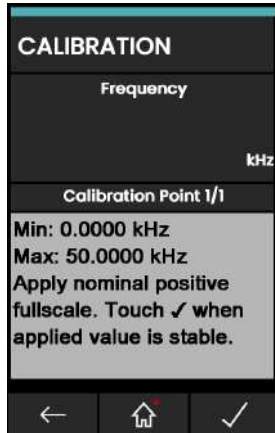 CALIBRATION
Frequency
kHz
Calibration Point 1/1
Min: 0.0000 kHz
Max: 50.0000 kHz
Apply nominal positive
fullscale. Touch ✓ when
applied value is stable.